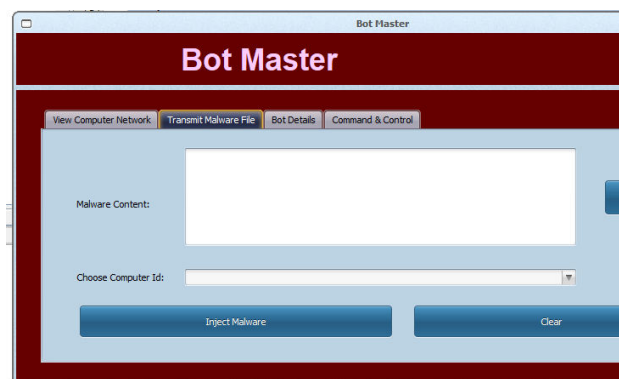 Bot Master
Bot Master
View Computer Network Transmit Malware File Bot Details Command & Control
Malware Content:
Choose Computer Id:
Inject Malware Clear